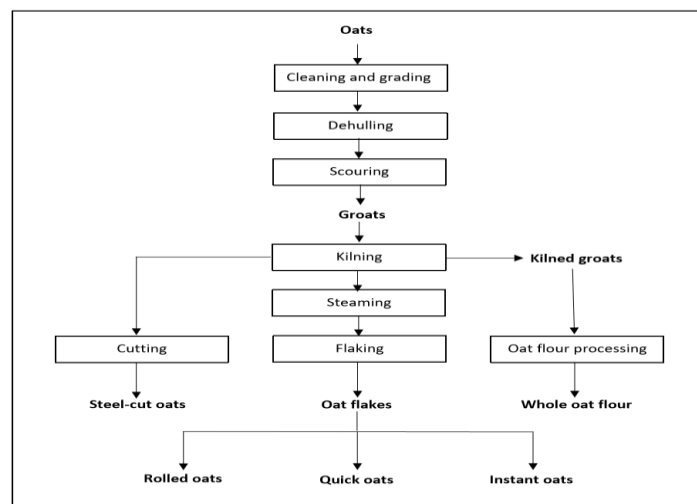 Oats
Cleaning and grading
Dehulling
Scouring
Groats
Kilning
Kilned groats
Steaming
Cutting
Flaking
Oat flour processing
Steel-cut oats
Oat flakes
Whole oat flour
Rolled oats
Quick oats
Instant oats